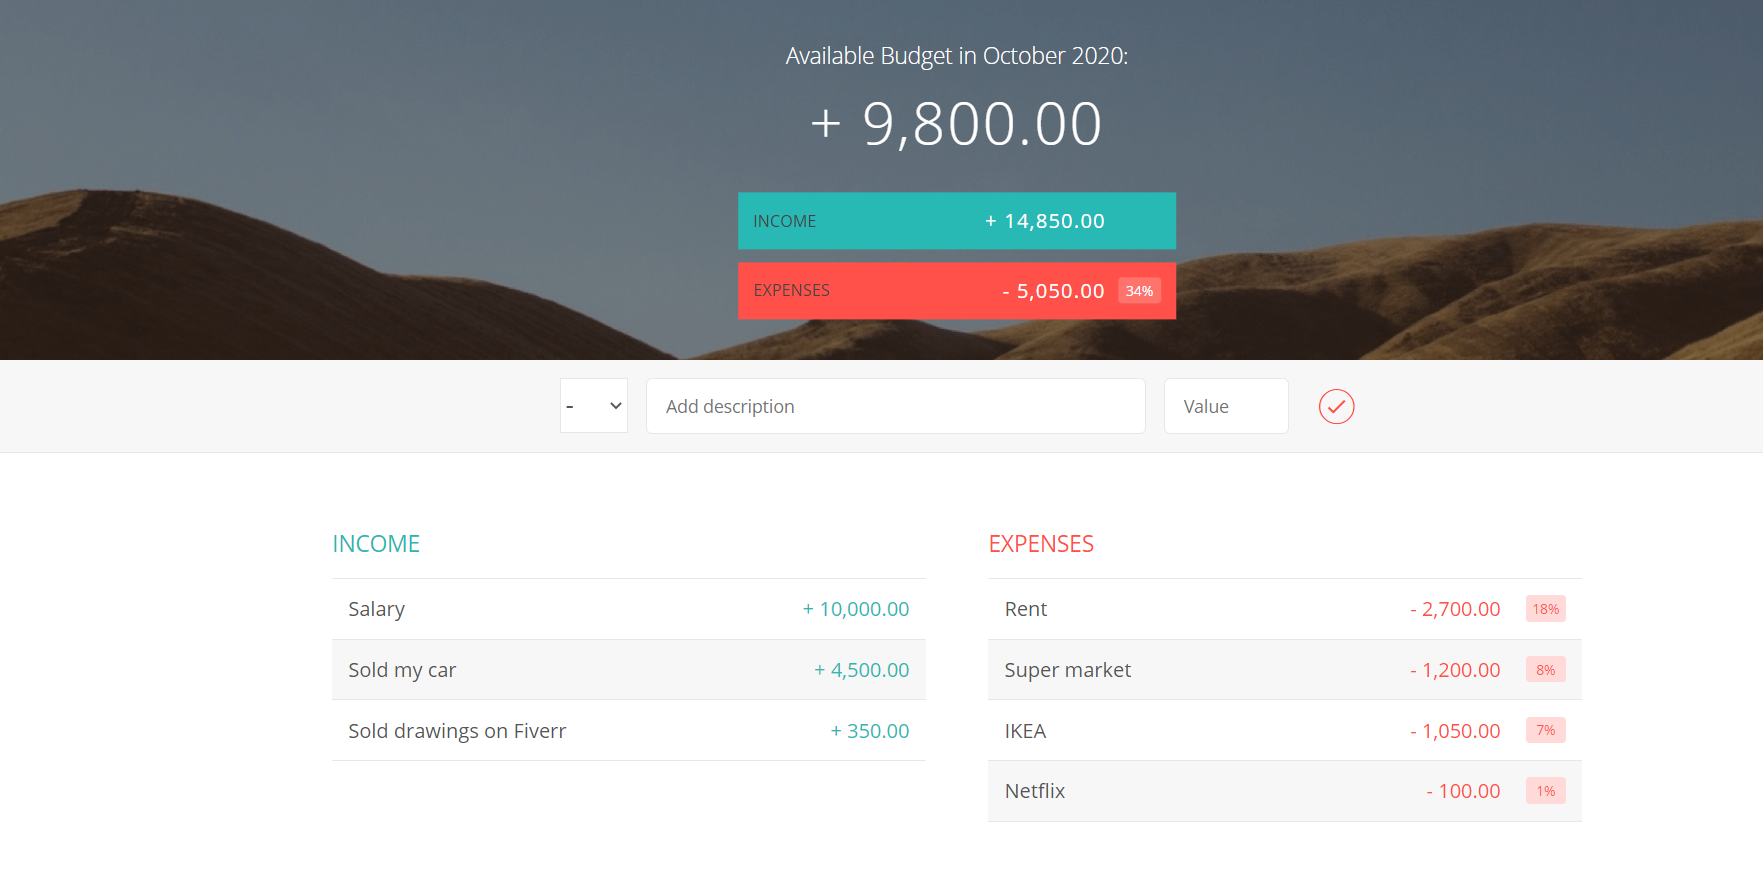 Available Budget in October 2020:
+ 9,800.00
INCOME + 14,850.00
EXPENSES - 5,050.00 34%
- Add description Value
INCOME
Salary + 10,000.00
Sold my car + 4,500.00
Sold drawings on Fiverr + 350.00
EXPENSES
Rent - 2,700.00 18%
Super market - 1,200.00 8%
IKEA - 1,050.00 7%
Netflix - 100.00 1%